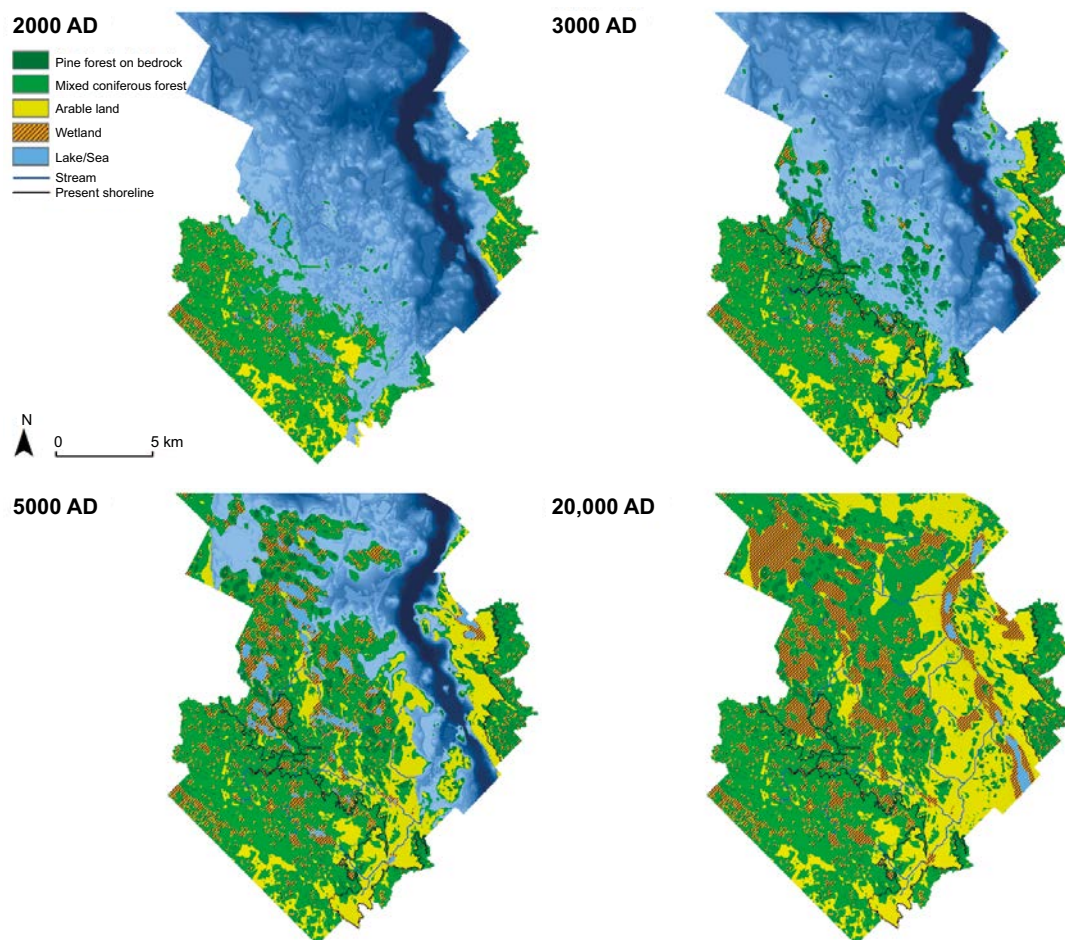 2000 AD
3000 AD
Pine forest on bedrock
Mixed coniferous forest
Arable land
Wetland
Lake/Sea
Stream
Present shoreline
N
0 5 km
5000 AD
20,000 AD